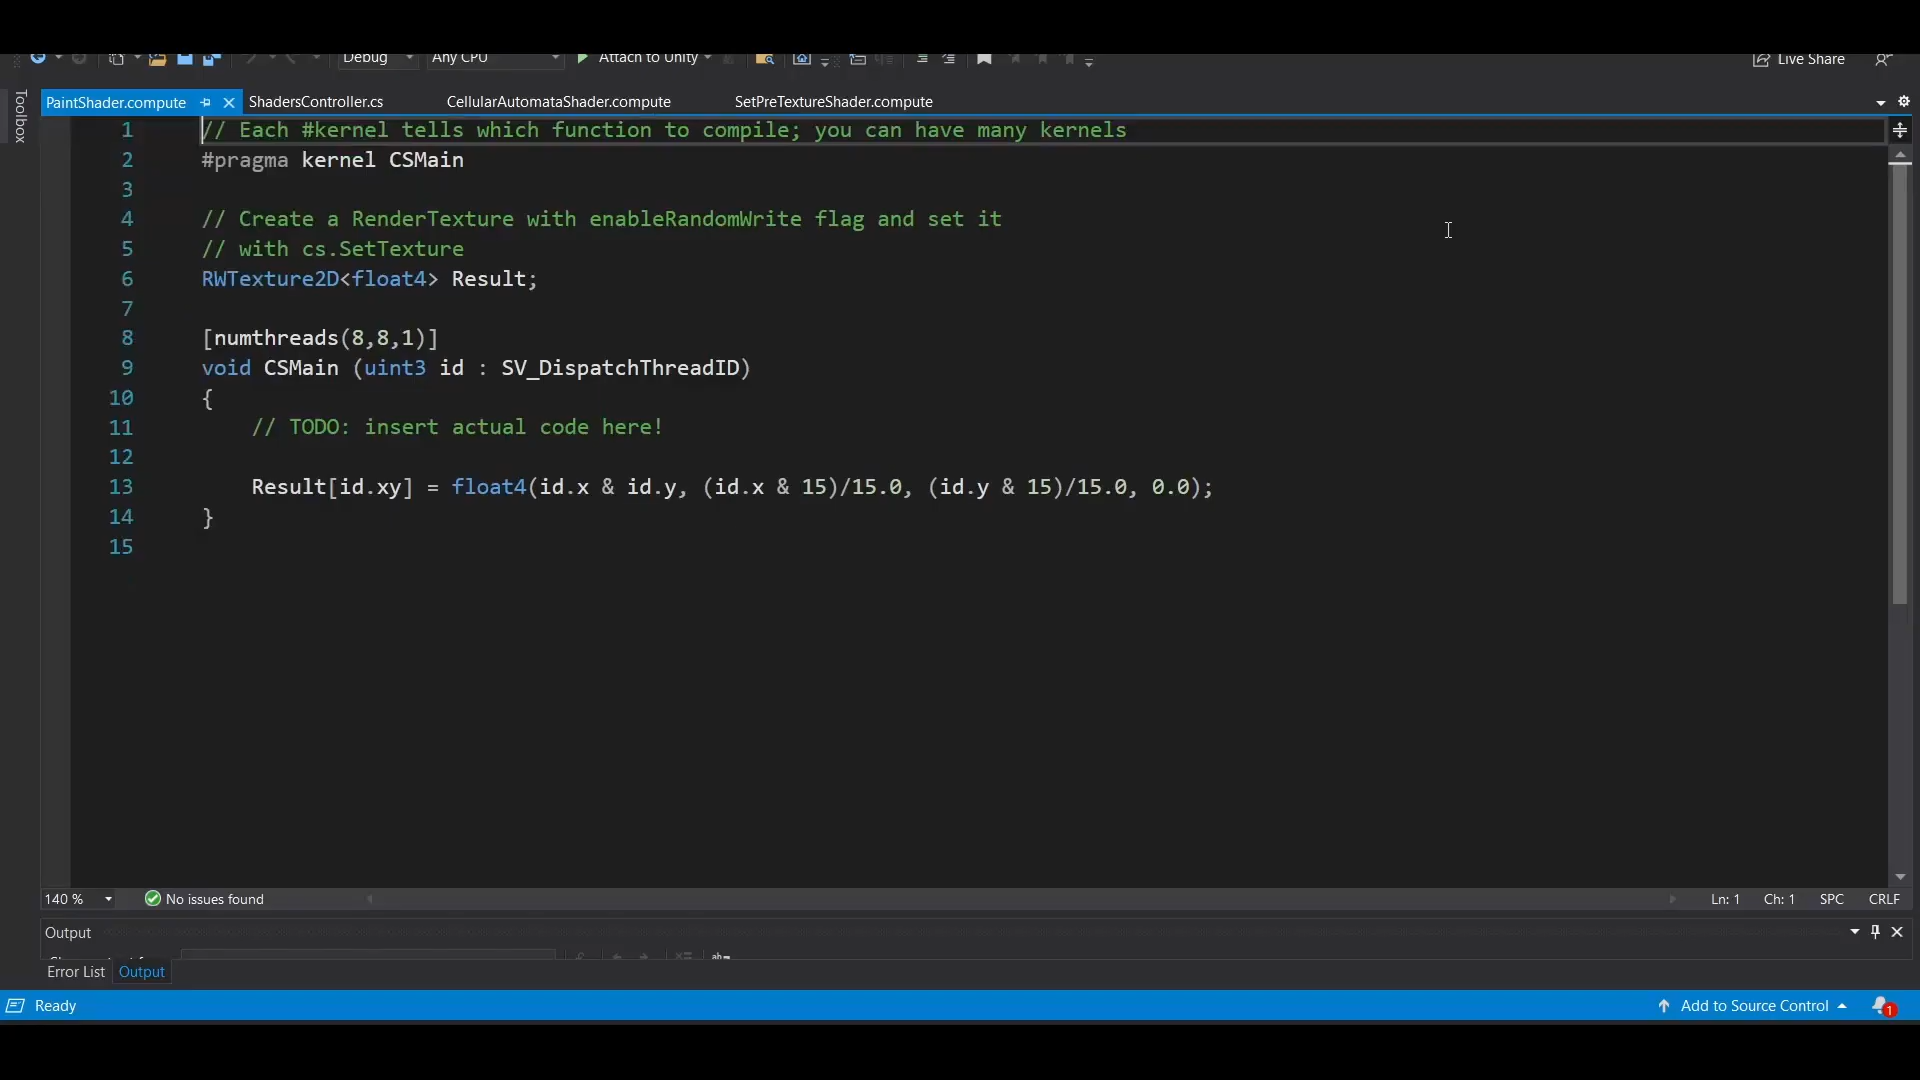 Debug Any CPU Attach to Unity Live Share
Toolbox
PaintShader.compute ShadersController.cs CellularAutomataShader.compute SetPreTextureShader.compute
1 // Each #kernel tells which function to compile; you can have many kernels
2 #pragma kernel CSMain
3
4 // Create a RenderTexture with enableRandomWrite flag and set it
5 // with cs.SetTexture
6 RWTexture2D<float4> Result;
7
8 [numthreads(8,8,1)]
9 void CSMain (uint3 id : SV_DispatchThreadID)
10 {
11 // TODO: insert actual code here!
12
13 Result[id.xy] = float4(id.x & id.y, (id.x & 15)/15.0, (id.y & 15)/15.0, 0.0);
14 }
15
140 % No issues found Ln: 1 Ch: 1 SPC CRLF
Output
Error List Output
Ready Add to Source Control 1